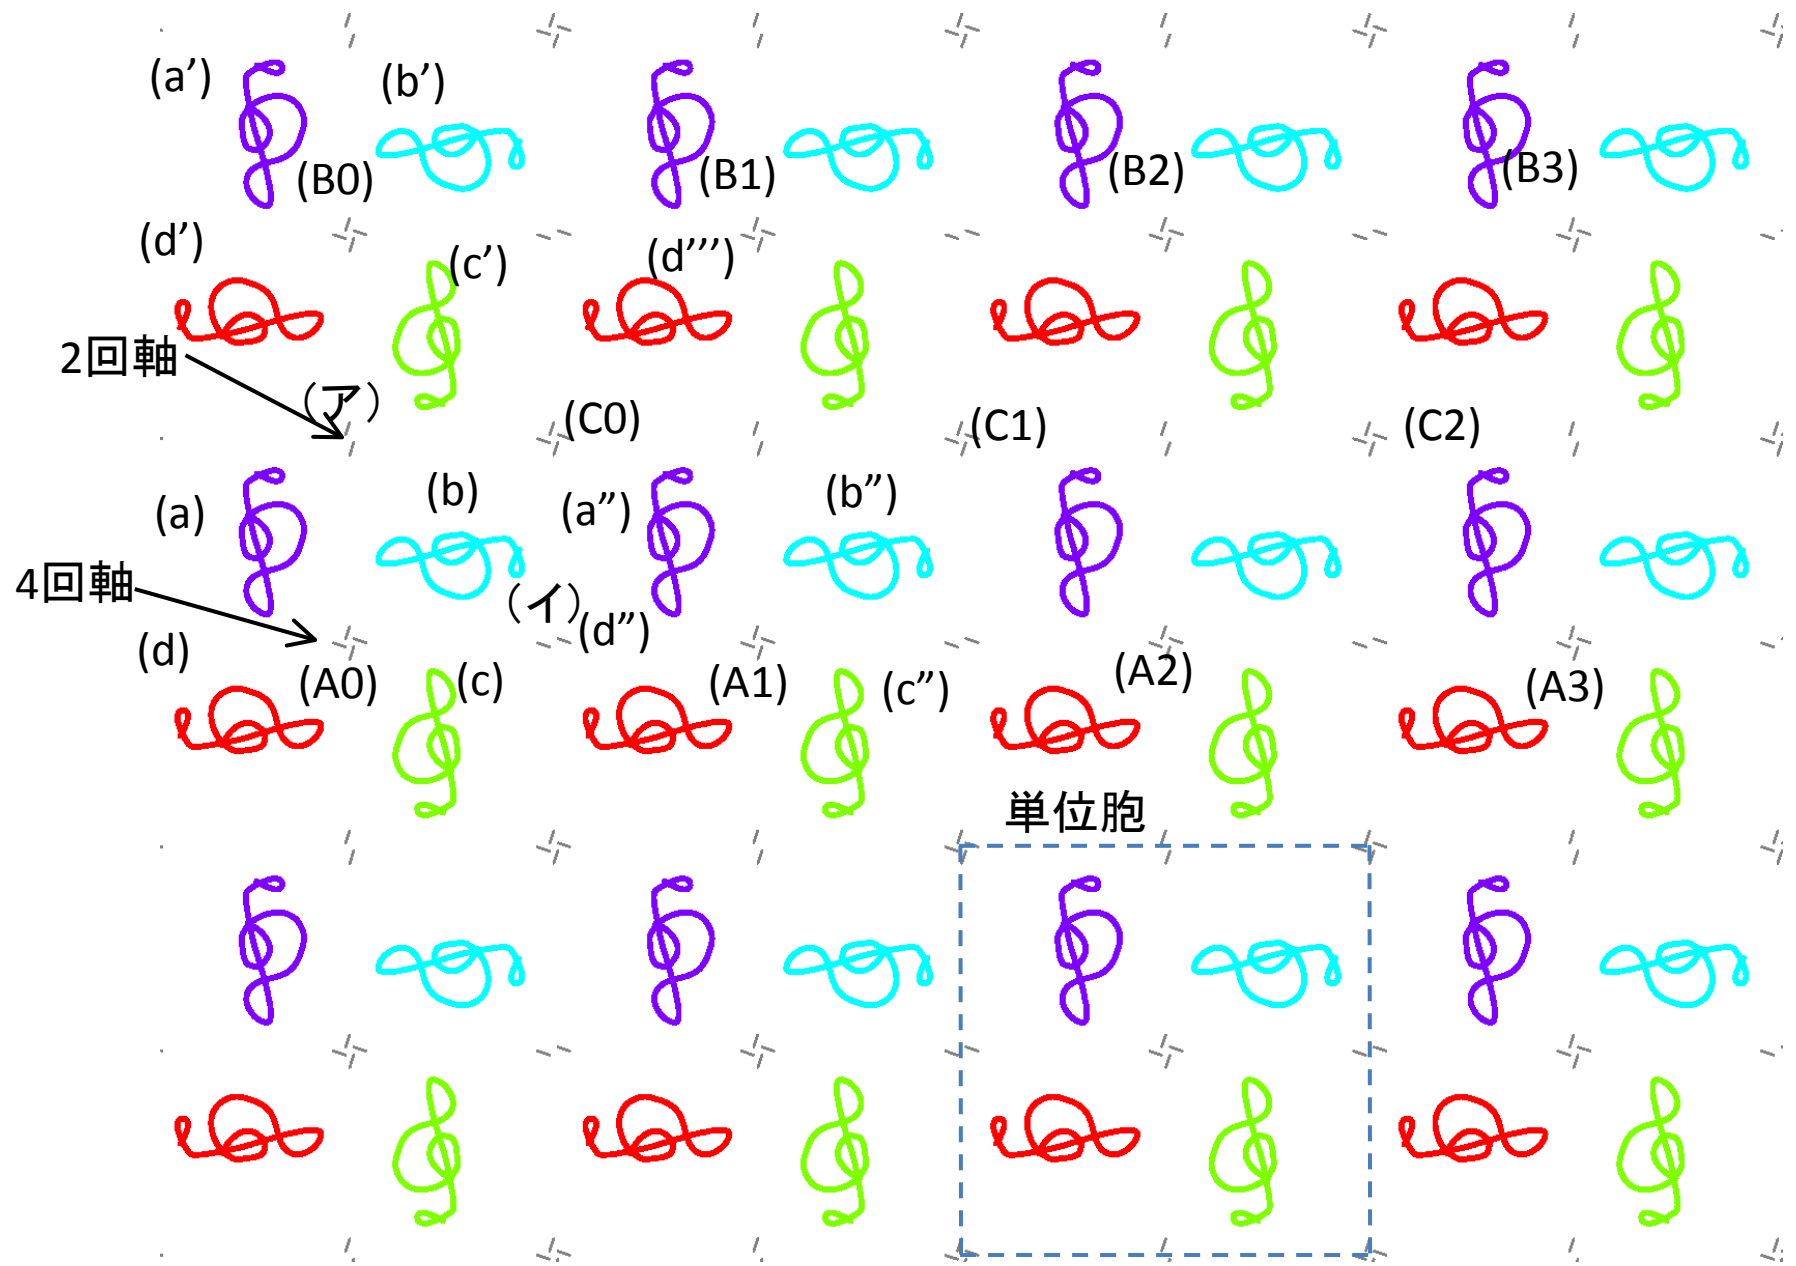 (a’)
(b’)
(B0)
(B1)
(B2)
(B3)
(d’)
(c’)
(d’’’)
2回軸
（ア）
(C0)
(C1)
(C2)
(a)
(b)
(a”)
(b”)
4回軸
（イ）
(d”)
(d)
(A0)
(c)
(A1)
(c”)
(A2)
(A3)
単位胞